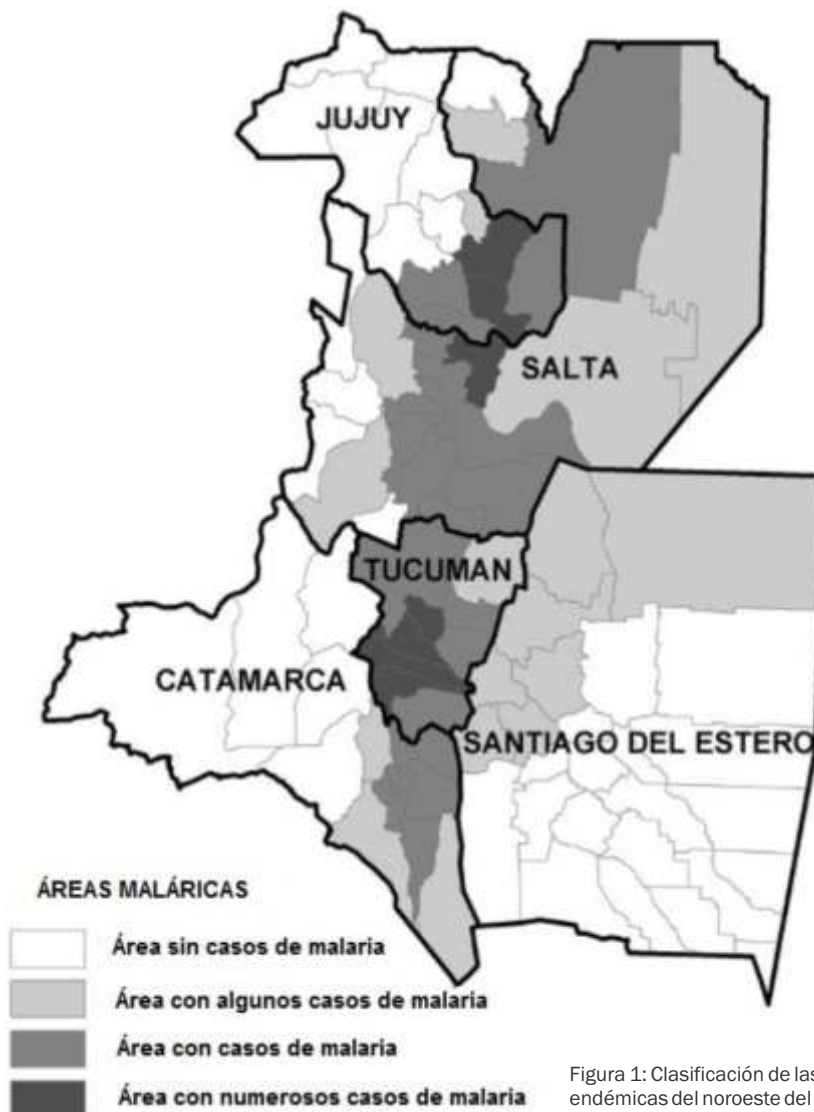 JUJUY
SALTA
TUCUMAN
CATAMARCA
SANTIAGO DEL ESTERO
ÁREAS MALÁRICAS
Área sin casos de malaria
Área con algunos casos de malaria
Área con casos de malaria
Área con numerosos casos de malaria
Figura 1: Clasificación de las
endémicas del noroeste del